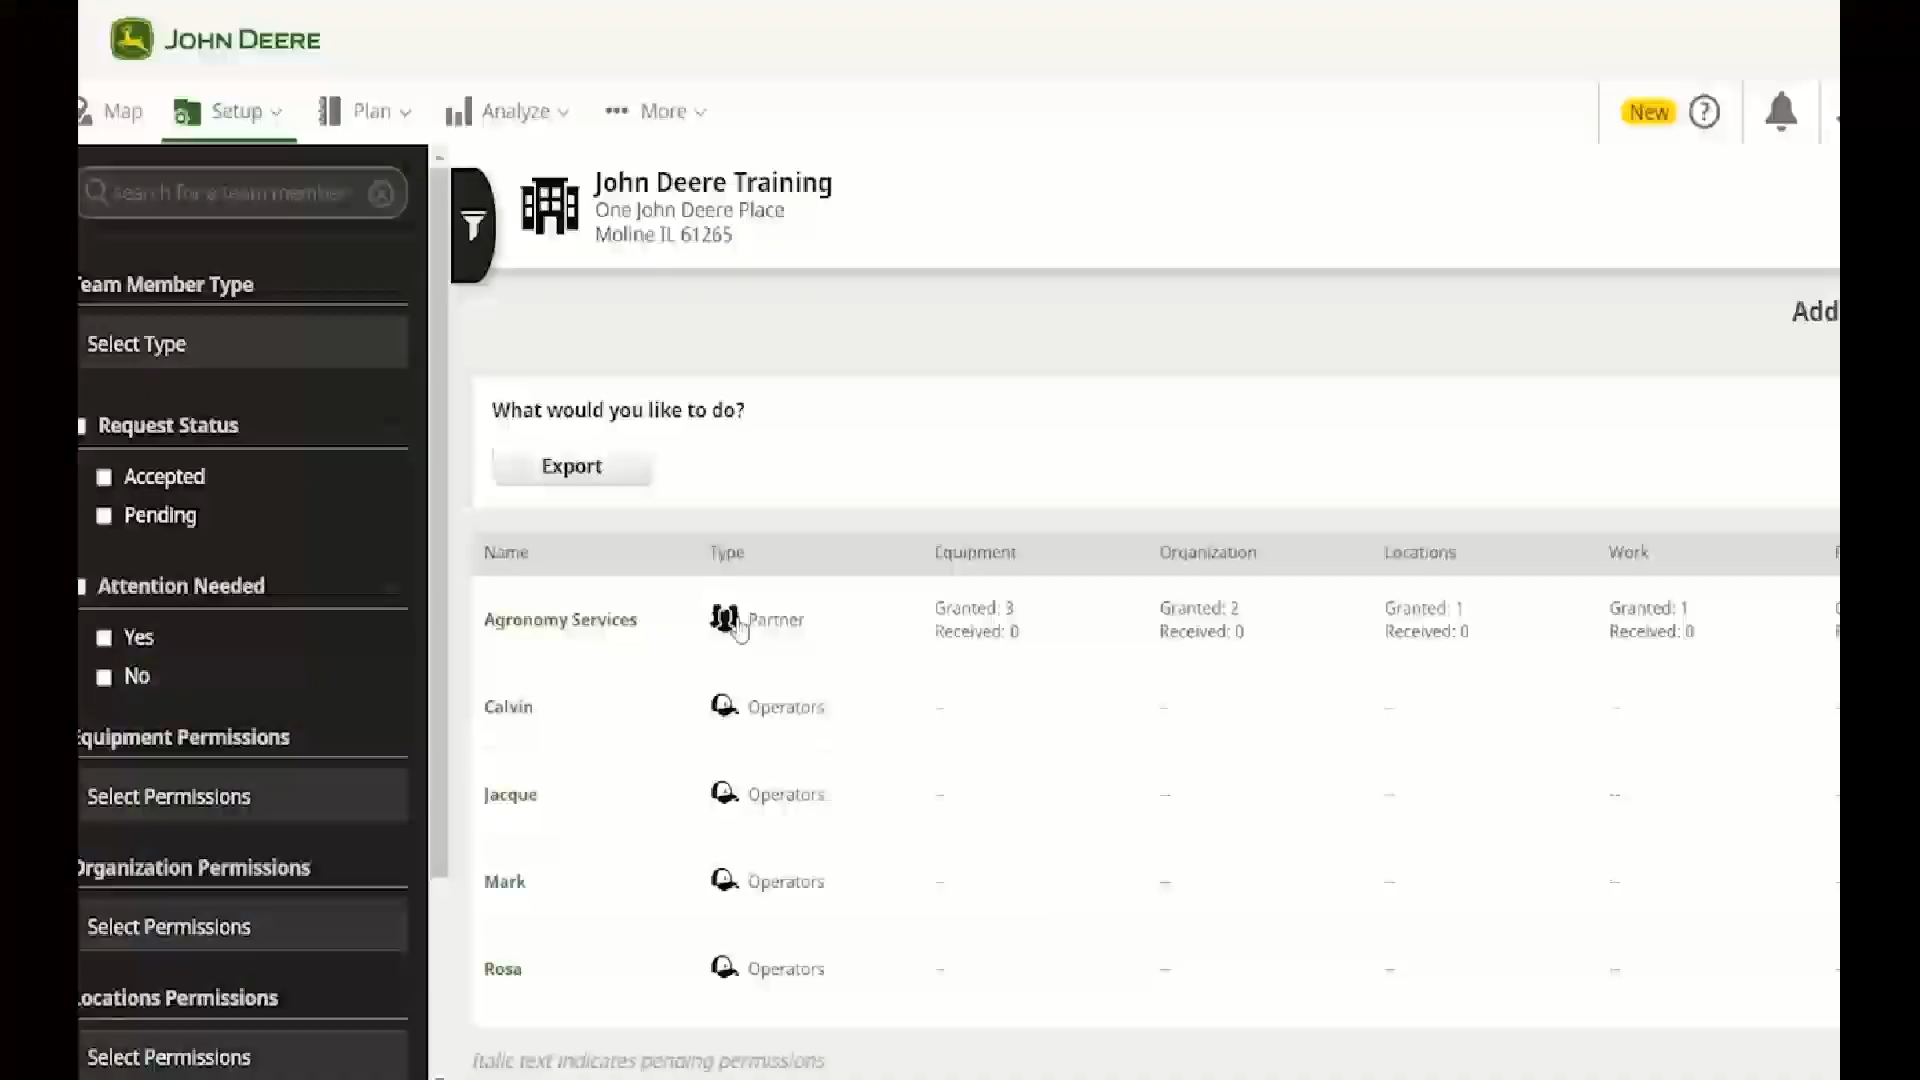 JOHN DEERE
Map Setup Plan Analyze More New ?
Search for a team member
John Deere Training
One John Deere Place
Moline IL 61265
Team Member Type
Select Type
Add
Request Status
Accepted
Pending
What would you like to do?
Export
Attention Needed
Yes
No
Name Type Equipment Organization Locations Work
Agronomy Services Partner Granted: 3 Granted: 2 Granted: 1 Granted: 1
Received: 0 Received: 0 Received: 0 Received: 0
Calvin Operators -- -- -- --
Jacque Operators -- -- -- --
Mark Operators -- -- -- --
Rosa Operators -- -- -- --
Equipment Permissions
Select Permissions
Organization Permissions
Select Permissions
Locations Permissions
Select Permissions
Italic text indicates pending permissions